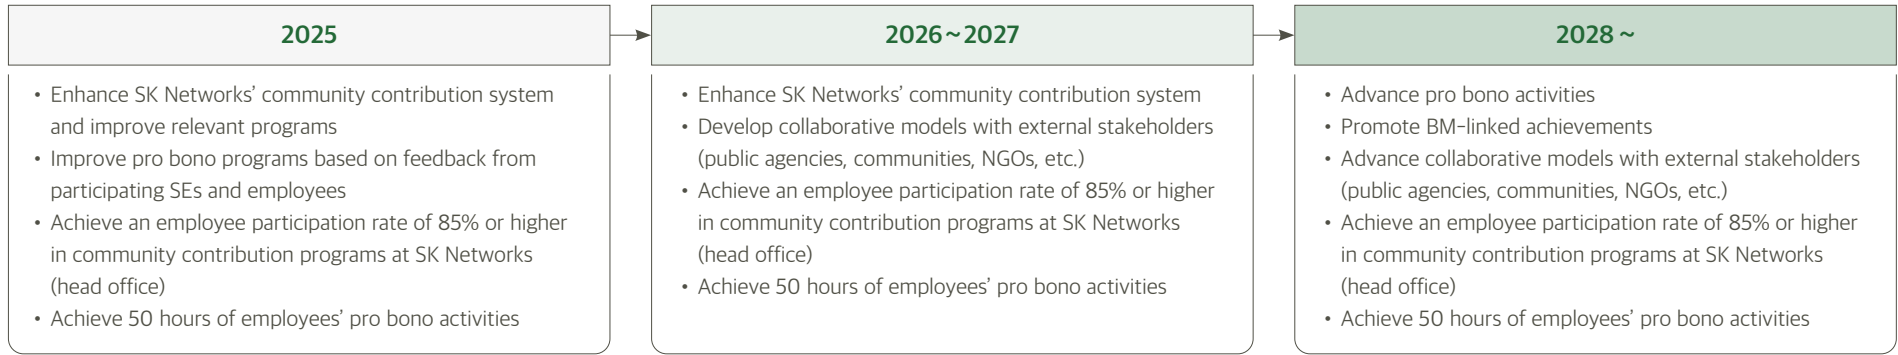 2025
• Enhance SK Networks’ community contribution system
and improve relevant programs
• Improve pro bono programs based on feedback from
participating SEs and employees
• Achieve an employee participation rate of 85% or higher
in community contribution programs at SK Networks
(head office)
• Achieve 50 hours of employees’ pro bono activities
2026~2027
• Enhance SK Networks’ community contribution system
• Develop collaborative models with external stakeholders
(public agencies, communities, NGOs, etc.)
• Achieve an employee participation rate of 85% or higher
in community contribution programs at SK Networks
(head office)
• Achieve 50 hours of employees’ pro bono activities
2028 ~
• Advance pro bono activities
• Promote BM-linked achievements
• Advance collaborative models with external stakeholders
(public agencies, communities, NGOs, etc.)
• Achieve an employee participation rate of 85% or higher
in community contribution programs at SK Networks
(head office)
• Achieve 50 hours of employees’ pro bono activities